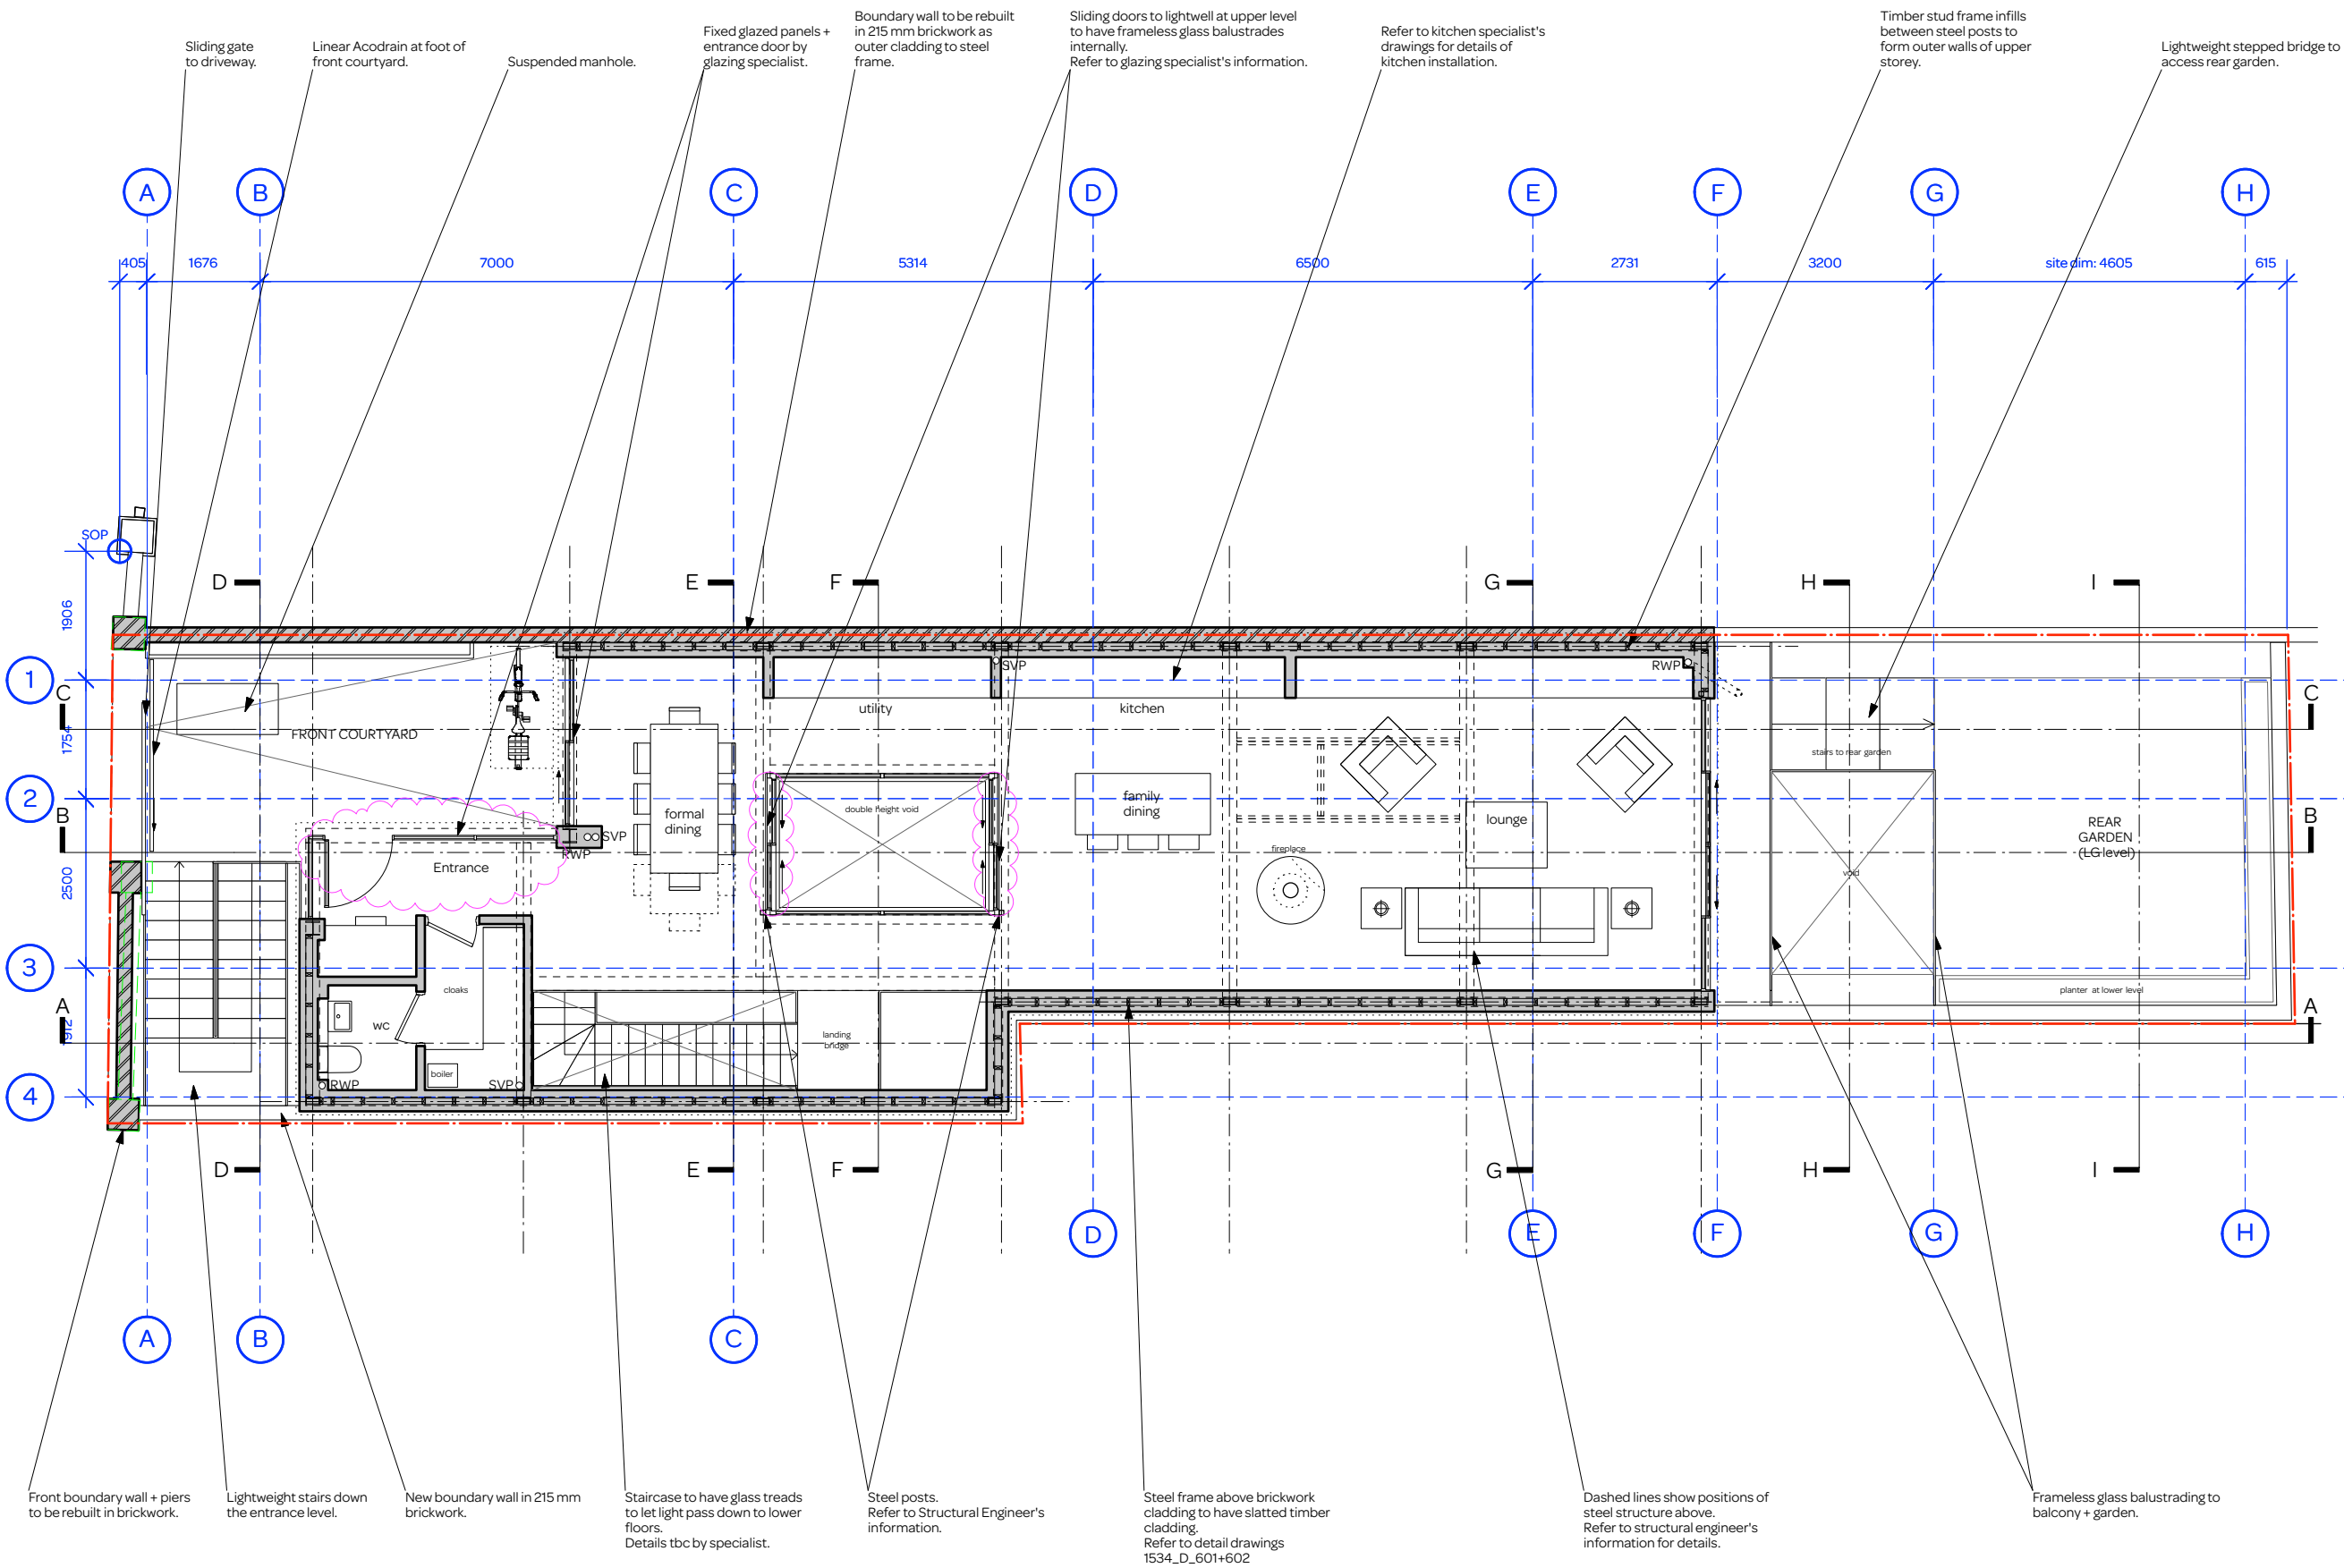 Sliding gate
to driveway.
Linear Acodrain at foot of
front courtyard.
Suspended manhole.
Fixed glazed panels +
entrance door by
glazing specialist.
Boundary wall to be rebuilt
in 215 mm brickwork as
outer cladding to steel
frame.
Sliding doors to lightwell at upper level
to have frameless glass balustrades
internally.
Refer to glazing specialist's information.
Refer to kitchen specialist's
drawings for details of
kitchen installation.
Timber stud frame infills
between steel posts to
form outer walls of upper
storey.
Lightweight stepped bridge to
access rear garden.
A
B
C
D
E
F
G
H
405
1676
7000
5314
6500
2731
3200
site dim: 4605
615
SOP
1906
D
E
F
G
H
I
1
C
1754
2
B
2500
3
A
1912
4
SVP
RWP
C
utility
kitchen
FRONT COURTYARD
stairs to rear garden
formal
dining
double height void
family
dining
lounge
B
REAR
GARDEN
(LG level)
SVP
RWP
Entrance
fireplace
void
cloaks
planter at lower level
A
WC
landing
bridge
boiler
RWP
SVP
D
E
F
G
H
I
D
E
F
G
H
A
B
C
Front boundary wall + piers
to be rebuilt in brickwork.
Lightweight stairs down
the entrance level.
New boundary wall in 215 mm
brickwork.
Staircase to have glass treads
to let light pass down to lower
floors.
Details tbc by specialist.
Steel posts.
Refer to Structural Engineer's
information.
Steel frame above brickwork
cladding to have slatted timber
cladding.
Refer to detail drawings
1534_D_601+602
Dashed lines show positions of
steel structure above.
Refer to structural engineer's
information for details.
Frameless glass balustrading to
balcony + garden.